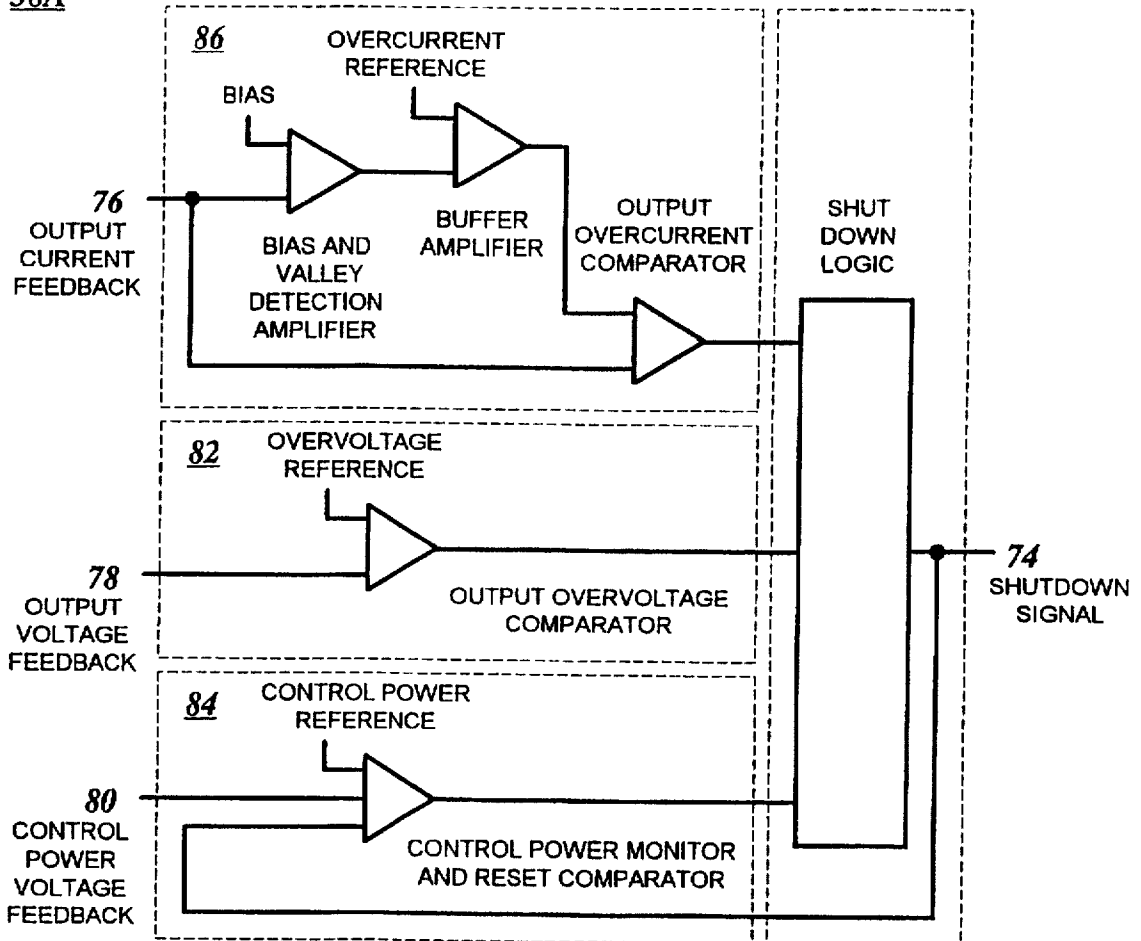 86
OVERCURRENT
REFERENCE
BIAS
76
OUTPUT
CURRENT
FEEDBACK
BIAS AND
VALLEY
DETECTION
AMPLIFIER
BUFFER
AMPLIFIER
OUTPUT
OVERCURRENT
COMPARATOR
SHUT
DOWN
LOGIC
82
OVERVOLTAGE
REFERENCE
78
OUTPUT
VOLTAGE
FEEDBACK
OUTPUT OVERVOLTAGE
COMPARATOR
74
SHUTDOWN
SIGNAL
84
CONTROL POWER
REFERENCE
80
CONTROL
POWER
VOLTAGE
FEEDBACK
CONTROL POWER MONITOR
AND RESET COMPARATOR